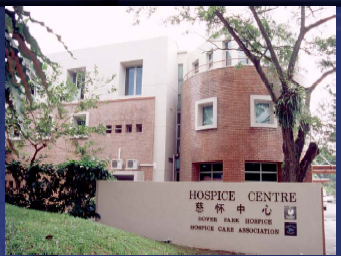 HOSPICE CENTRE
慈怀中心
DOVER PARK HOSPICE
HOSPICE CARE ASSOCIATION